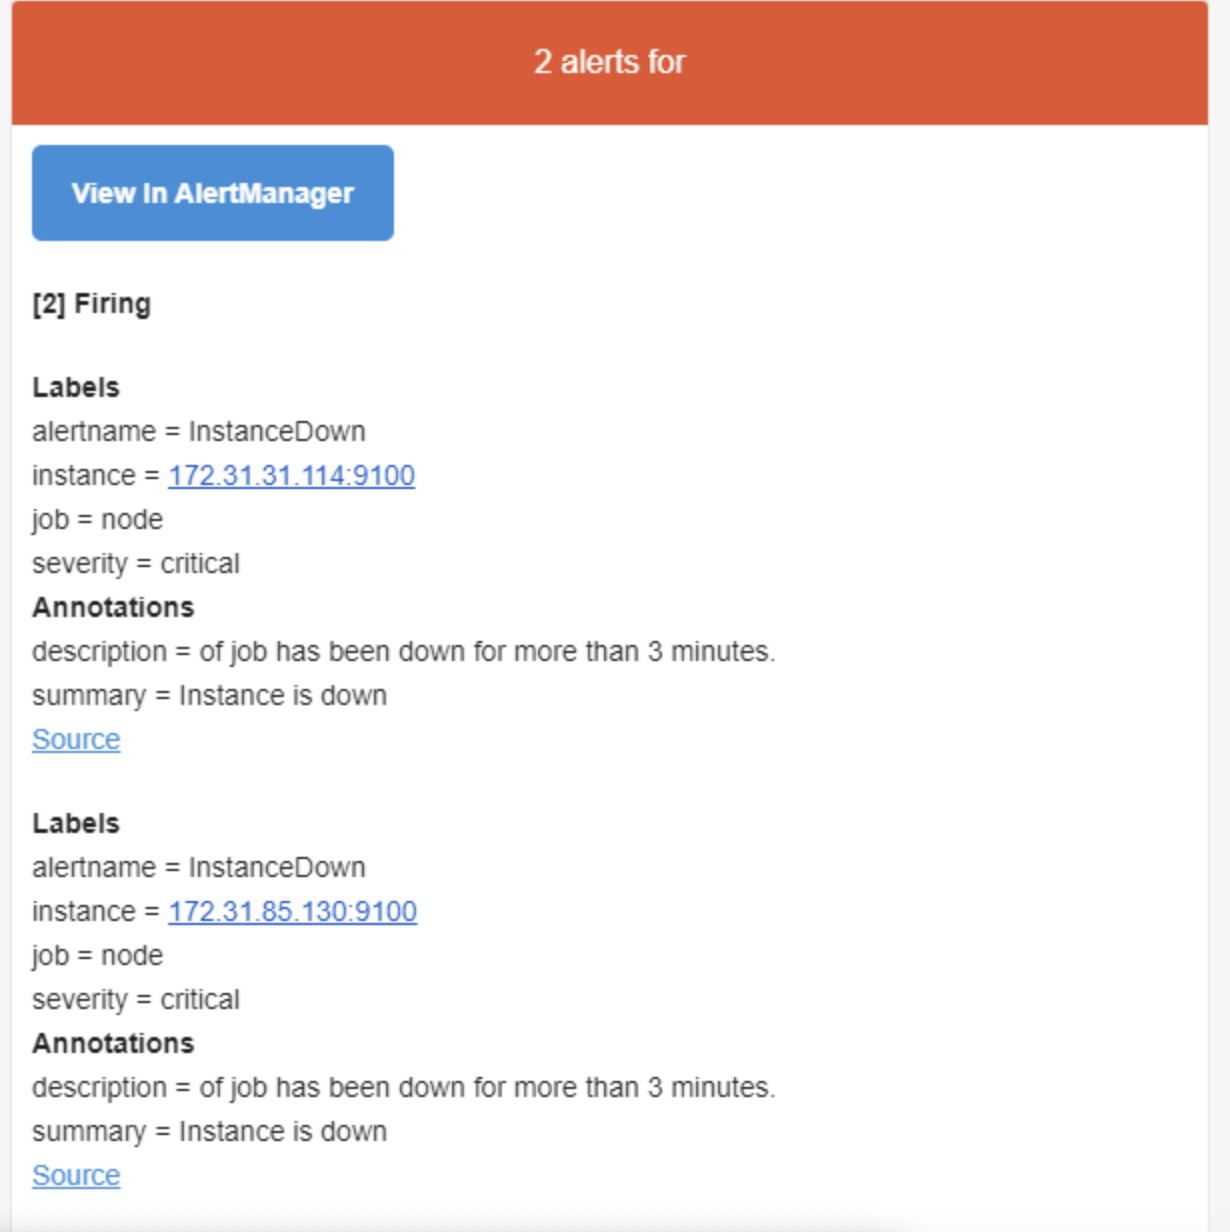 2 alerts for
View In AlertManager
[2] Firing
Labels
alertname = InstanceDown
instance = 172.31.31.114:9100
job = node
severity = critical
Annotations
description = of job has been down for more than 3 minutes.
summary = Instance is down
Source
Labels
alertname = InstanceDown
instance = 172.31.85.130:9100
job = node
severity = critical
Annotations
description = of job has been down for more than 3 minutes.
summary = Instance is down
Source